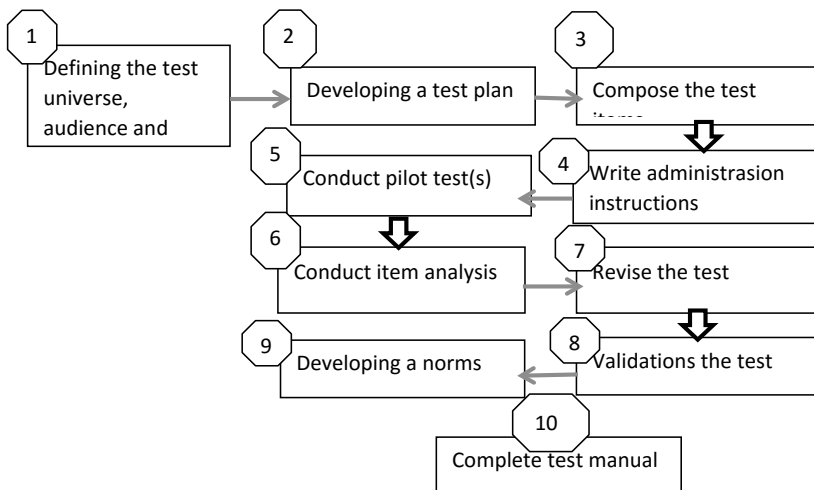 1
Defining the test
universe,
audience and
2
Developing a test plan
3
Compose the test
4
Write administrasion
instructions
5
Conduct pilot test(s)
6
Conduct item analysis
7
Revise the test
8
Validations the test
9
Developing a norms
10
Complete test manual